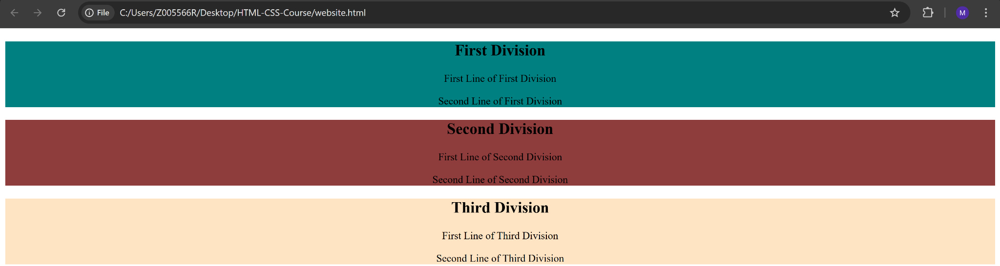 File C:/Users/Z005566R/Desktop/HTML-CSS-Course/website.html M
First Division
First Line of First Division
Second Line of First Division
Second Division
First Line of Second Division
Second Line of Second Division
Third Division
First Line of Third Division
Second Line of Third Division